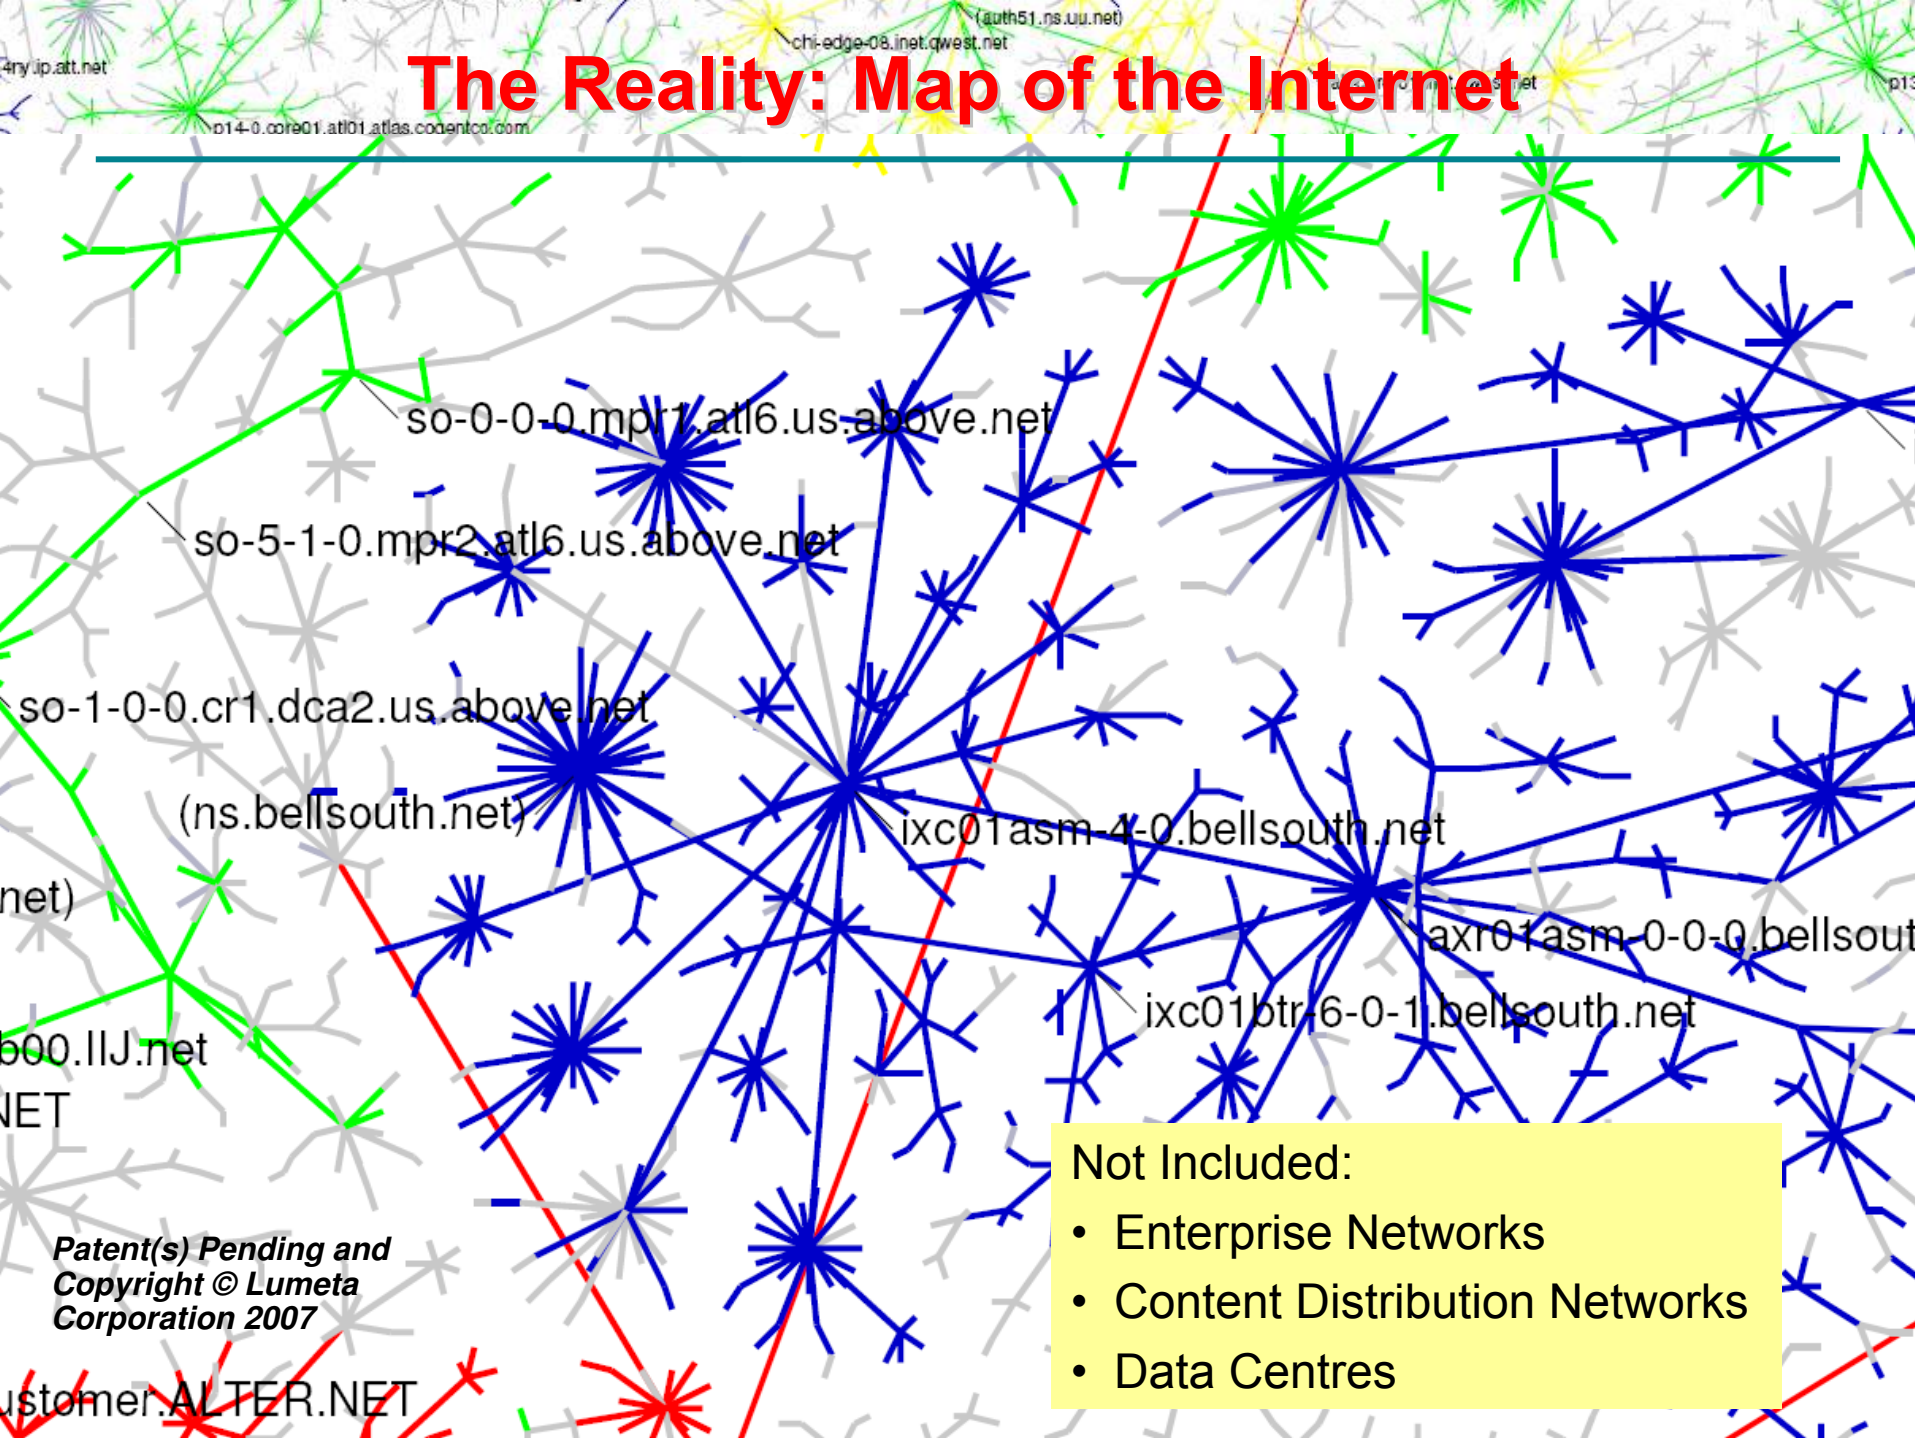 (auth51.ns.uu.net)
chi-edge-08.inet.qwest.net
4ny.ip.att.net
The Reality: Map of the Internet
p13
p14-0.core01.atl01.atlas.cogentco.com
so-0-0-0.mpr1.atl6.us.above.net
so-5-1-0.mpr2.atl6.us.above.net
so-1-0-0.cr1.dca2.us.above.net
(ns.bellsouth.net)
ixc01asm-4-0.bellsouth.net
net)
axr01asm-0-0-0.bellsout
ixc01btr-6-0-1.bellsouth.net
b00.IIJ.net
NET
Not Included:
• Enterprise Networks
• Content Distribution Networks
• Data Centres
Patent(s) Pending and
Copyright © Lumeta
Corporation 2007
ustomer.ALTER.NET